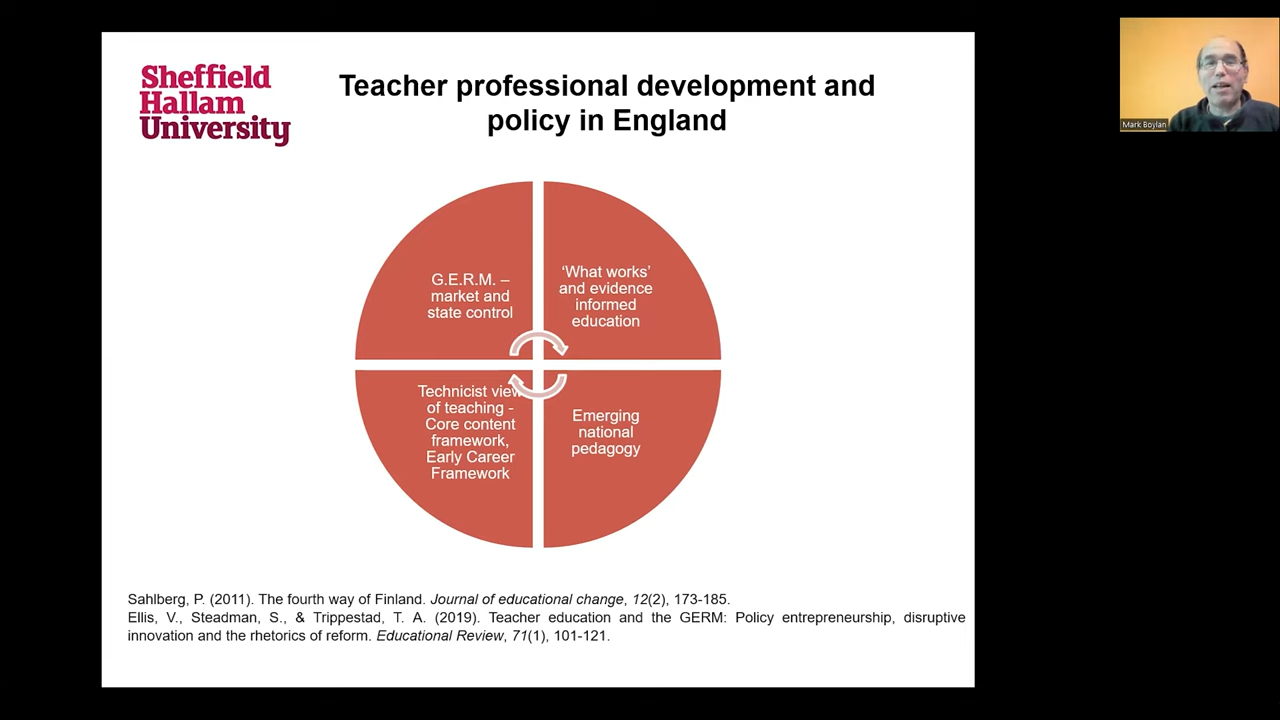 Sheffield
Hallam
University
Teacher professional development and
policy in England
G.E.R.M. –
market and
state control
‘What works’
and evidence
informed
education
Technicist view
of teaching -
Core content
framework,
Early Career
Framework
Emerging
national
pedagogy
Sahlberg, P. (2011). The fourth way of Finland. Journal of educational change, 12(2), 173-185.
Ellis, V., Steadman, S., & Trippestad, T. A. (2019). Teacher education and the GERM: Policy entrepreneurship, disruptive
innovation and the rhetorics of reform. Educational Review, 71(1), 101-121.
Mark Boylan